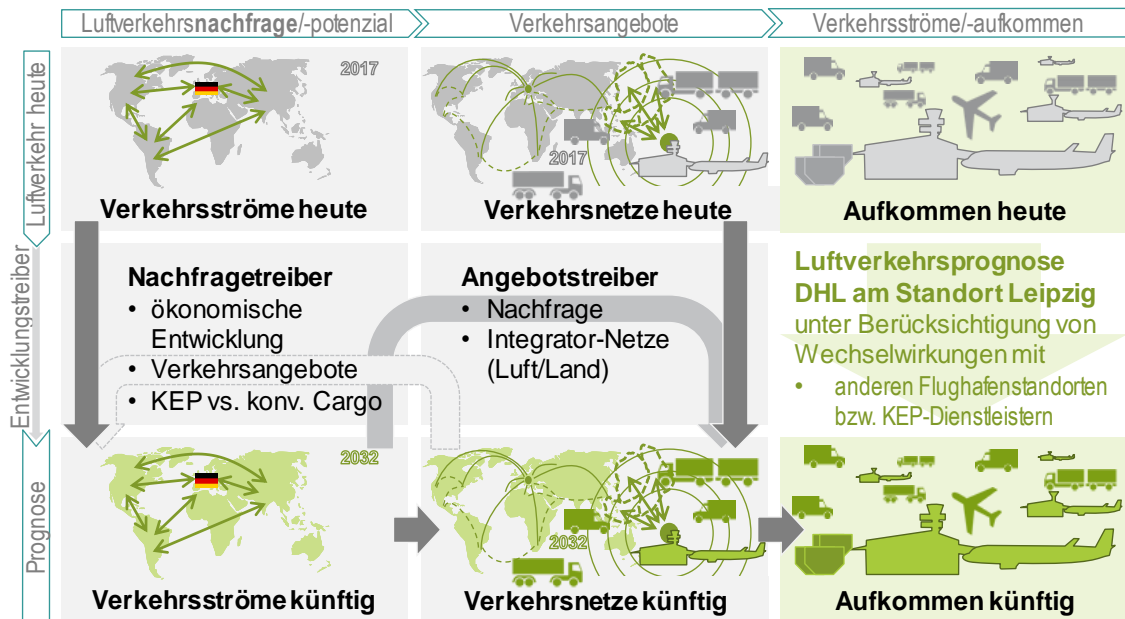 Luftverkehrsnachfrage/-potenzial
Verkehrsangebote
Verkehrsströme/-aufkommen
Luftverkehr heute
2017
Verkehrsströme heute
2017
Verkehrsnetze heute
Aufkommen heute
Entwicklungstreiber
Nachfragetreiber
• ökonomische
Entwicklung
• Verkehrsangebote
• KEP vs. konv. Cargo
Angebotstreiber
• Nachfrage
• Integrator-Netze
(Luft/Land)
Luftverkehrsprognose
DHL am Standort Leipzig
unter Berücksichtigung von
Wechselwirkungen mit
• anderen Flughafenstandorten
bzw. KEP-Dienstleistern
Prognose
2032
Verkehrsströme künftig
2032
Verkehrsnetze künftig
Aufkommen künftig